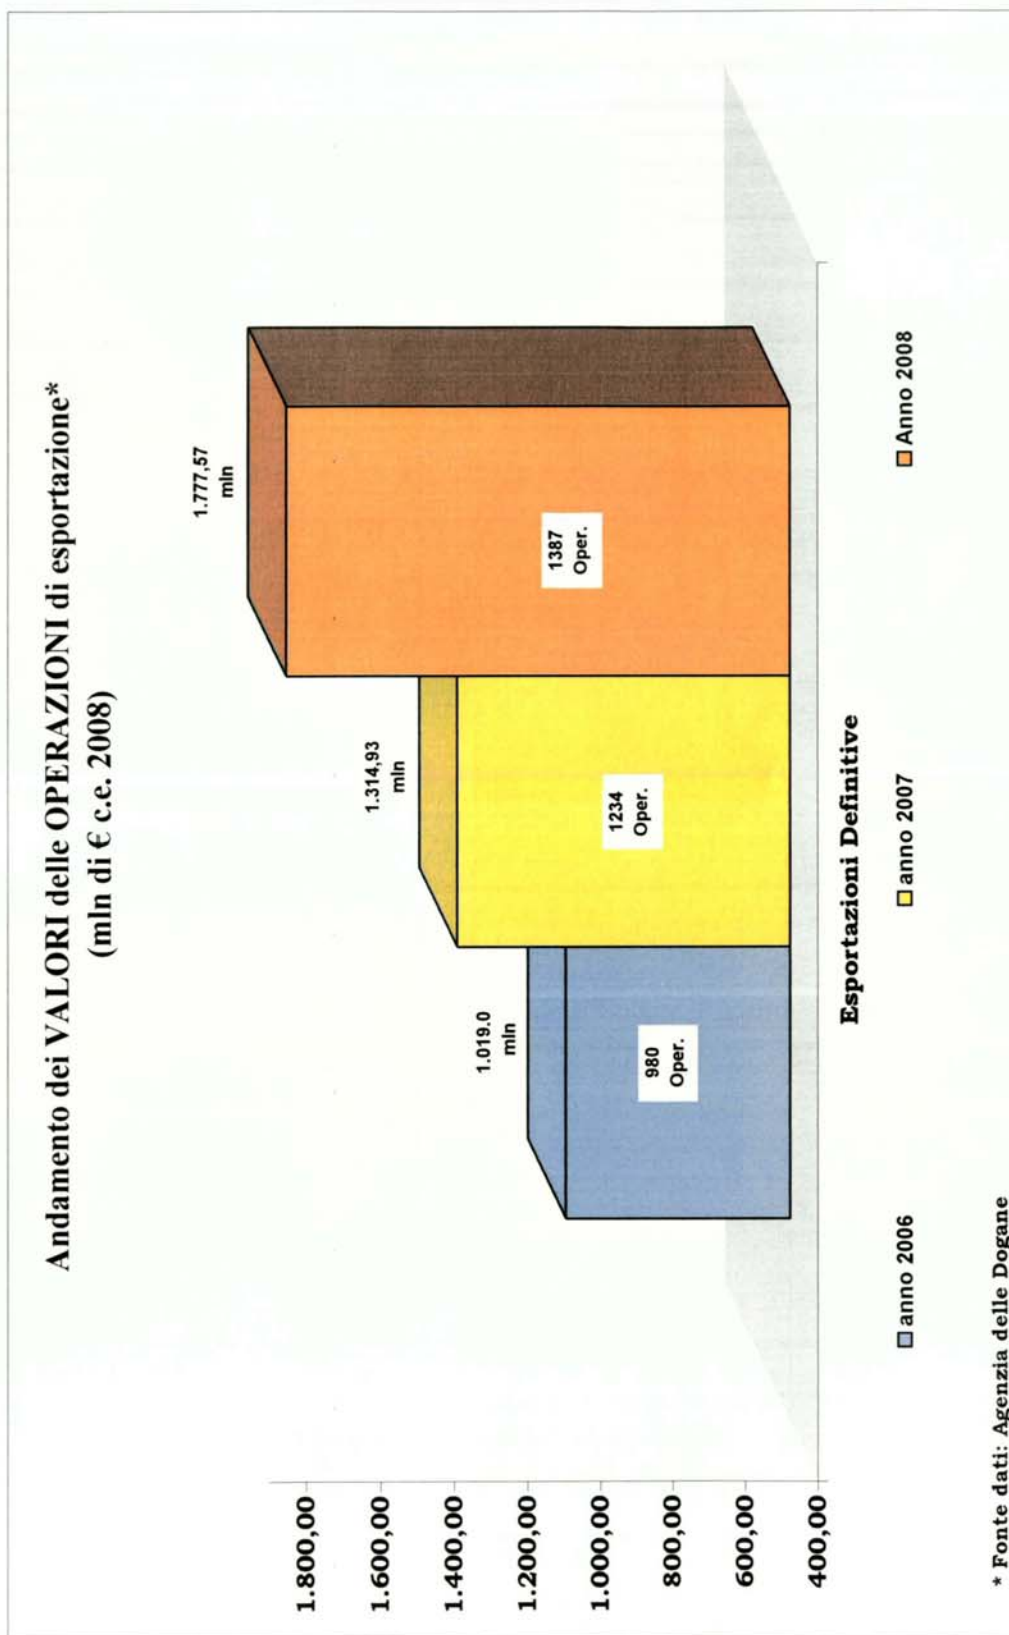 Andamento dei VALORI delle OPERAZIONI di esportazione*
(mln di € c.e. 2008)
1.800,00
1.600,00
1.400,00
1.200,00
1.000,00
800,00
600,00
400,00
1.019.0
mln
980
Oper.
1.314,93
mln
1234
Oper.
1.777,57
mln
1387
Oper.
Esportazioni Definitive
anno 2006
anno 2007
Anno 2008
* Fonte dati: Agenzia delle Dogane